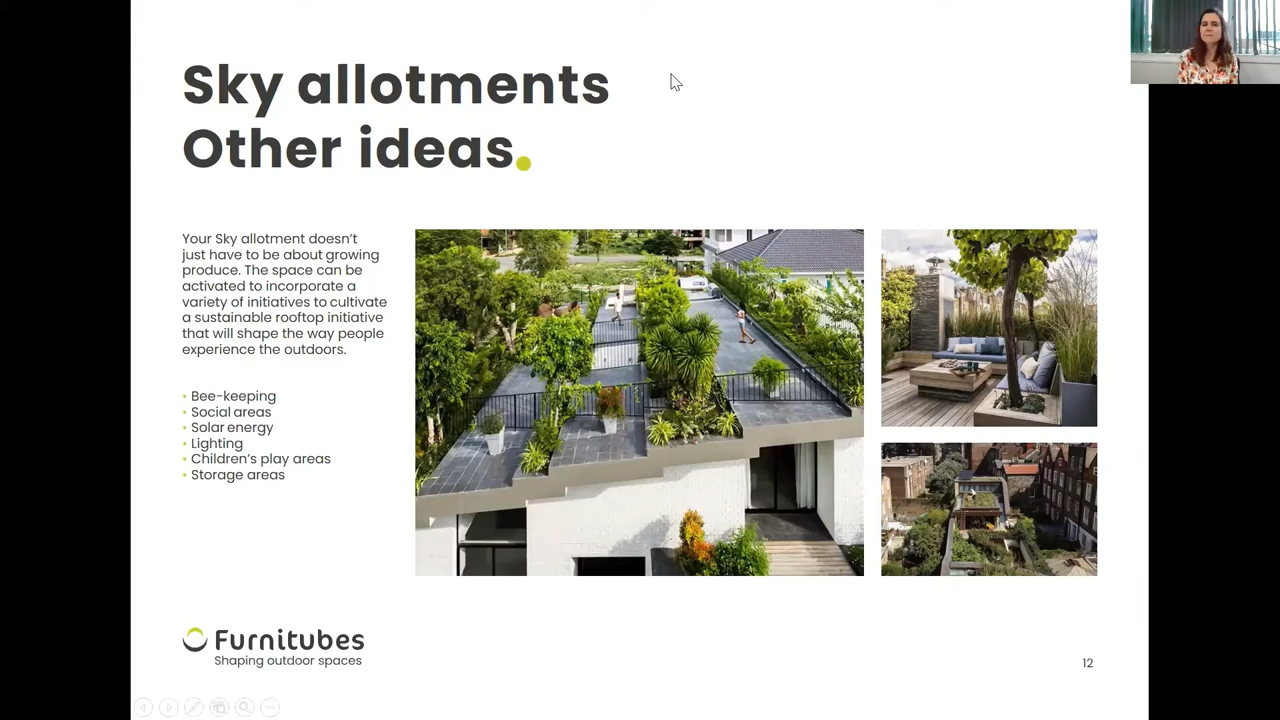 Sky allotments
Other ideas.
Your Sky allotment doesn’t
just have to be about growing
produce. The space can be
activated to incorporate a
variety of initiatives to cultivate
a sustainable rooftop initiative
that will shape the way people
experience the outdoors.
• Bee-keeping
• Social areas
• Solar energy
• Lighting
• Children’s play areas
• Storage areas
Furnitubes
Shaping outdoor spaces
12